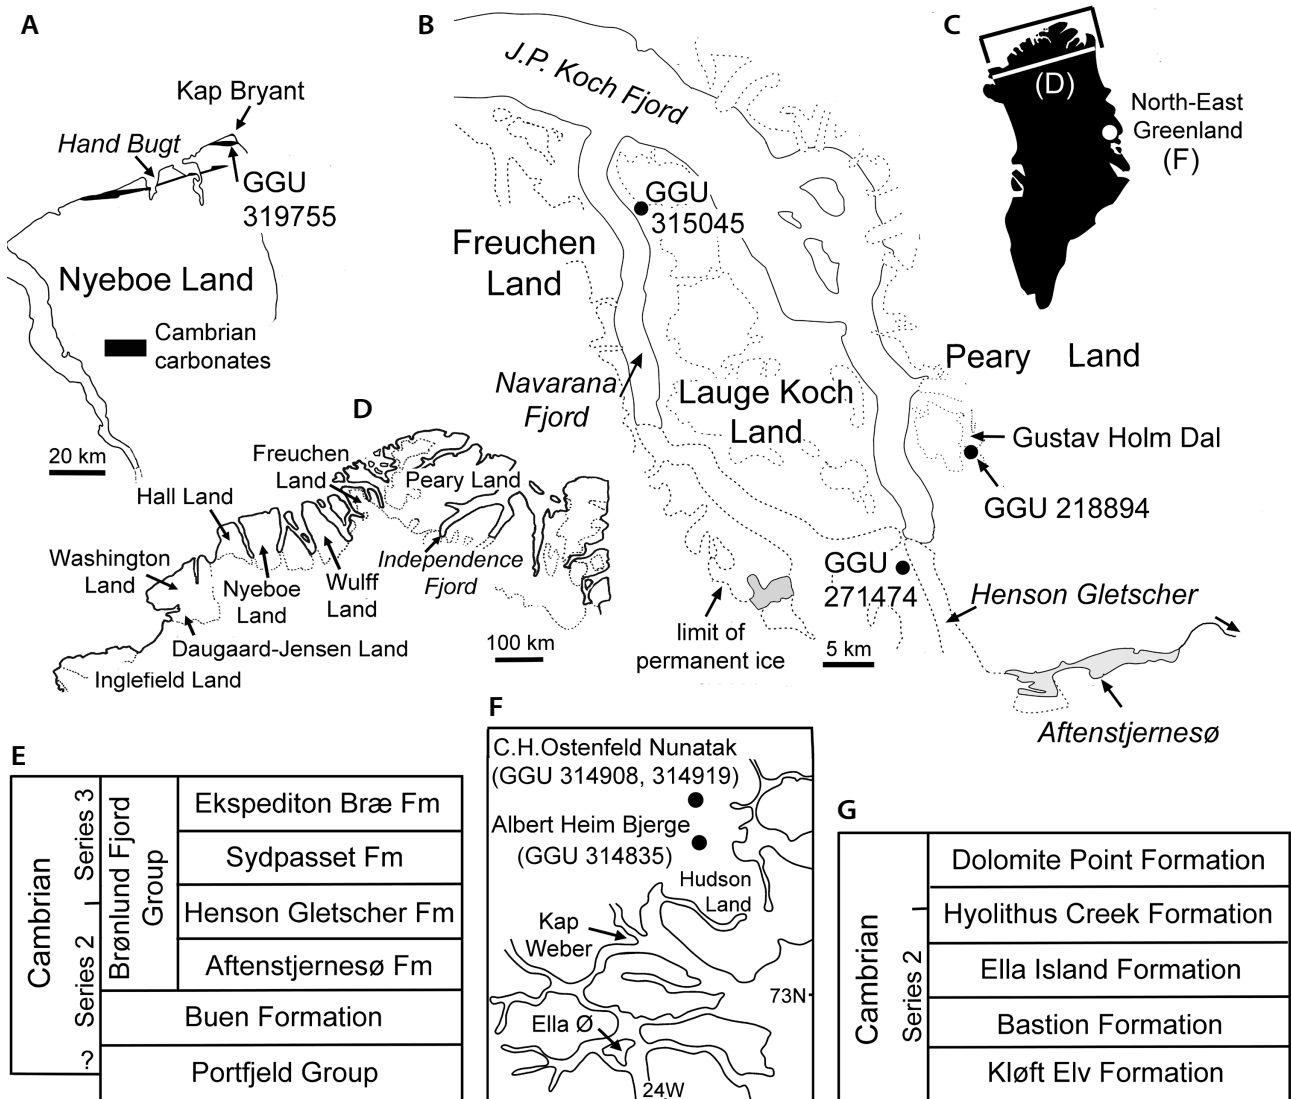 A
Kap Bryant
Hand Bugt
GGU
319755
Nyeboe Land
Cambrian
carbonates
20 km
B
J.P. Koch Fjord
GGU
315045
Freuchen
Land
Navarana
Fjord
Lauge Koch
Land
Peary Land
Gustav Holm Dal
GGU 218894
GGU
271474
Henson Gletscher
limit of
permanent ice
5 km
Aftenstjernesø
C
(D)
North-East
Greenland
(F)
D
Freuchen
Land
Peary Land
Hall Land
Washington
Land
Nyeboe
Land
Wulff
Land
Independence
Fjord
Daugaard-Jensen Land
Inglefield Land
100 km
E
Cambrian
Series 3
Series 2
?
Brønlund Fjord
Group
Ekspediton Bræ Fm
Sydpasset Fm
Henson Gletscher Fm
Aftenstjernesø Fm
Buen Formation
Portfjeld Group
F
C.H.Ostenfeld Nunatak
(GGU 314908, 314919)
Albert Heim Bjerge
(GGU 314835)
Hudson
Land
Kap
Weber
73N
Ella Ø
24W
G
Cambrian
Series 2
Dolomite Point Formation
Hyolithus Creek Formation
Ella Island Formation
Bastion Formation
Kløft Elv Formation